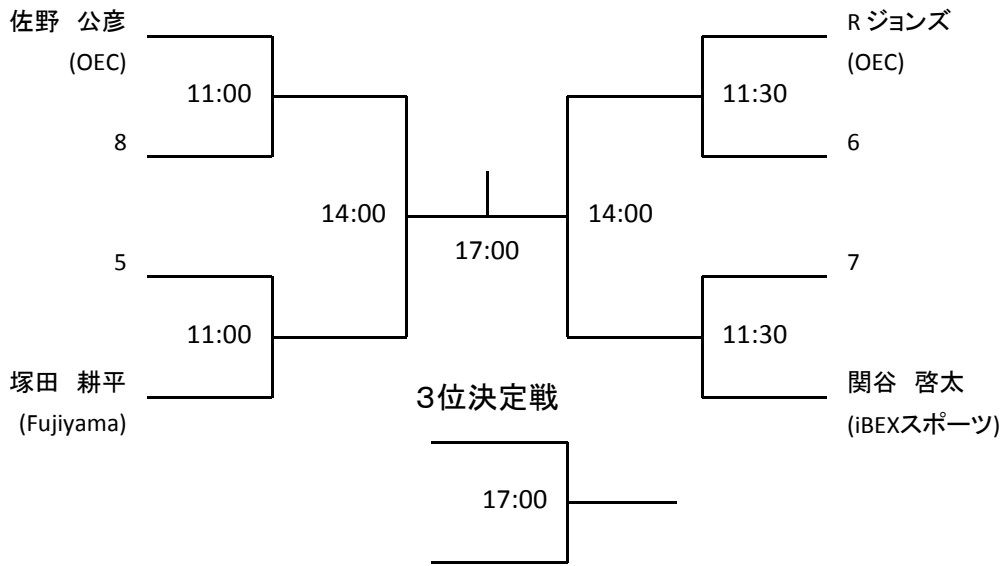 佐野　公彦
(OEC)
11:00
8
14:00
5
11:00
塚田　耕平
(Fujiyama)
17:00
R ジョンズ
(OEC)
11:30
6
14:00
7
11:30
関谷　啓太
(iBEXスポーツ)
３位決定戦
17:00